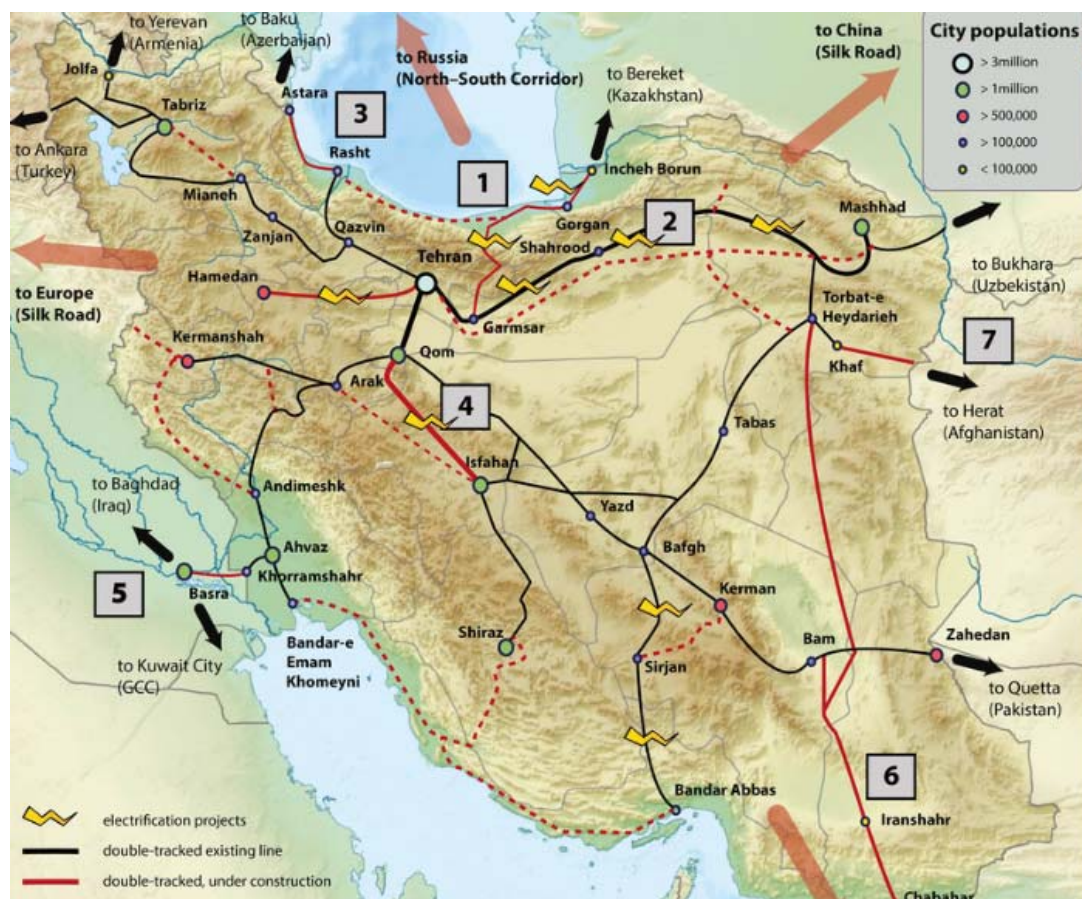 to Yerevan
(Armenia)
to Baku
(Azerbaijan)
to Russia
(North–South Corridor)
to China
(Silk Road)
City populations
> 3million
> 1million
> 500,000
> 100,000
< 100,000
Jolfa
Astara
3
to Bereket
(Kazakhstan)
Tabriz
to Ankara
(Turkey)
Rasht
Incheh Borun
1
Mianeh
Gorgan
2
Mashhad
Zanjan
Qazvin
Shahrood
Tehran
Hamedan
to Bukhara
(Uzbekistan)
to Europe
(Silk Road)
Garmsar
Torbat-e
Heydarieh
Kermanshah
7
Qom
Khaf
Arak
4
to Herat
(Afghanistan)
Tabas
Isfahan
to Baghdad
(Iraq)
Andimeshk
Yazd
Ahvaz
Bafgh
Khorramshahr
5
Basra
Kerman
Shiraz
Bam
Zahedan
Bandar-e
Emam
Khomeyni
to Kuwait City
(GCC)
Sirjan
to Quetta
(Pakistan)
6
Bandar Abbas
Iranshahr
electrification projects
double-tracked existing line
double-tracked, under construction
Chabahar